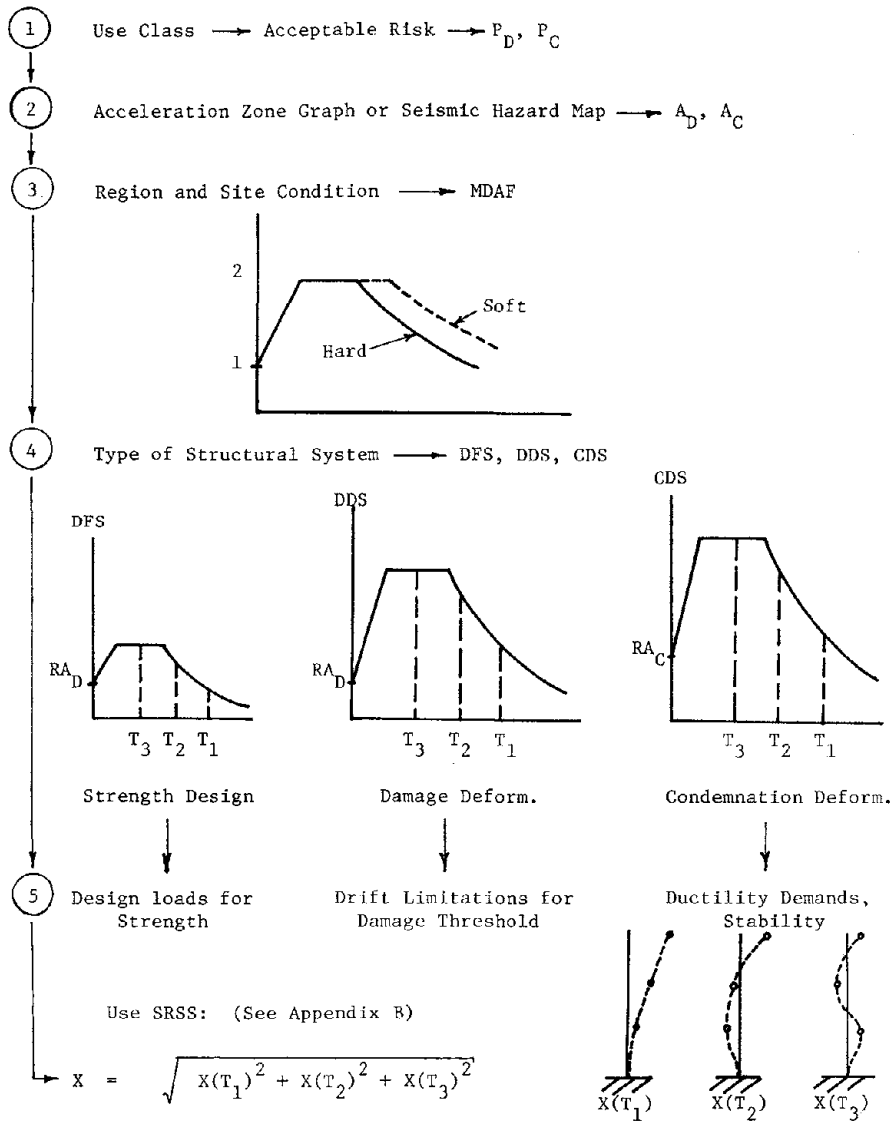 1 Use Class → Acceptable Risk → P_D, P_C
2 Acceleration Zone Graph or Seismic Hazard Map → A_D, A_C
3 Region and Site Condition → MDAF
2
Soft
Hard
1
4 Type of Structural System → DFS, DDS, CDS
DFS
DDS
CDS
RA_D
RA_D
RA_C
T_3 T_2 T_1
T_3 T_2 T_1
T_3 T_2 T_1
Strength Design
Damage Deform.
Condemnation Deform.
5
Design loads for
Strength
Drift Limitations for
Damage Threshold
Ductility Demands,
Stability
Use SRSS: (See Appendix B)
X = √X(T_1)^2 + X(T_2)^2 + X(T_3)^2
X(T_1) X(T_2) X(T_3)